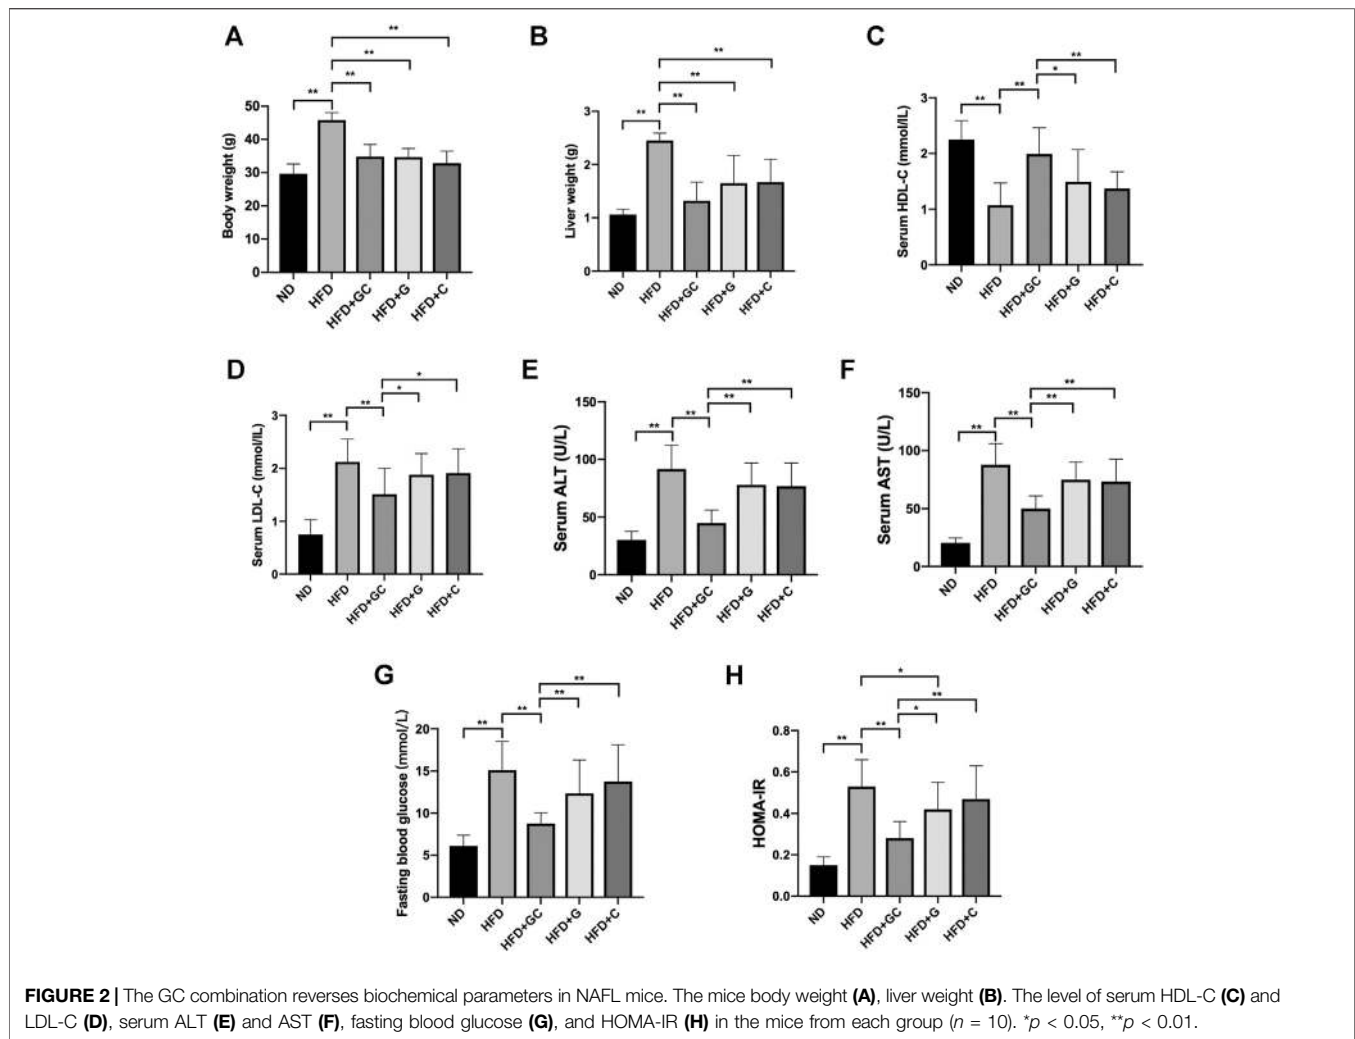 A
**
**
**
**
Body wreight (g)
50
40
30
20
10
0
ND
HFD
HFD+GC
HFD+G
HFD+C
B
**
**
**
**
Liver weight (g)
3
2
1
0
ND
HFD
HFD+GC
HFD+G
HFD+C
C
**
*
**
**
Serum HDL-C (mmol/lL)
3
2
1
0
ND
HFD
HFD+GC
HFD+G
HFD+C
D
*
*
**
**
Serum LDL-C (mmol/lL)
3
2
1
0
ND
HFD
HFD+GC
HFD+G
HFD+C
E
**
**
**
**
Serum ALT (U/L)
150
100
50
0
ND
HFD
HFD+GC
HFD+G
HFD+C
F
**
**
**
**
Serum AST (U/L)
150
100
50
0
ND
HFD
HFD+GC
HFD+G
HFD+C
G
**
**
**
**
Fasting blood glucose (mmol/L)
20
15
10
5
0
ND
HFD
HFD+GC
HFD+G
HFD+C
H
*
**
*
**
**
HOMA-IR
0.8
0.6
0.4
0.2
0.0
ND
HFD
HFD+GC
HFD+G
HFD+C
FIGURE 2 | The GC combination reverses biochemical parameters in NAFL mice. The mice body weight (A), liver weight (B). The level of serum HDL-C (C) and
LDL-C (D), serum ALT (E) and AST (F), fasting blood glucose (G), and HOMA-IR (H) in the mice from each group (n = 10). *p < 0.05, **p < 0.01.